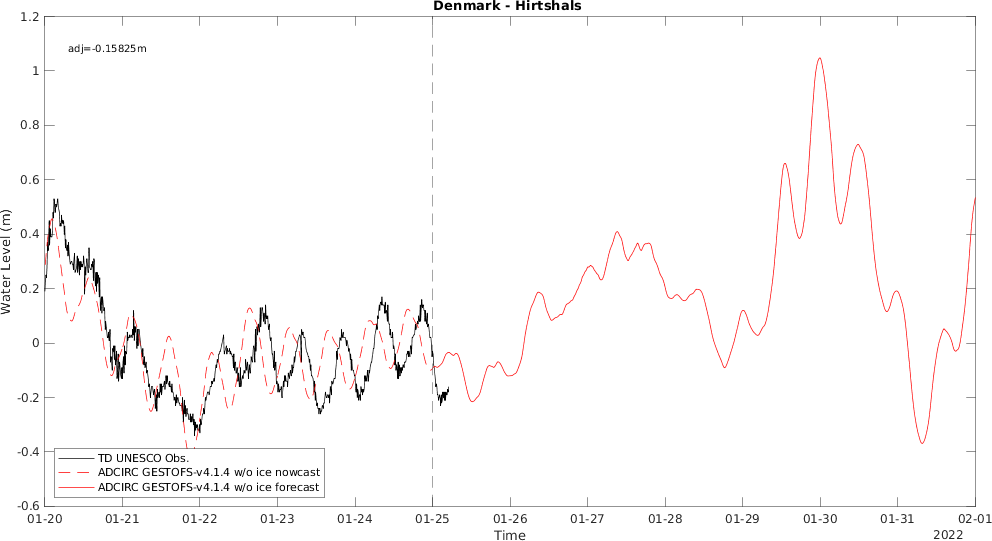 Denmark - Hirtshals
adj=-0.15825m
Water Level (m)
1.2
1
0.8
0.6
0.4
0.2
0
-0.2
-0.4
-0.6
TD UNESCO Obs.
ADCIRC GESTOFS-v4.1.4 w/o ice nowcast
ADCIRC GESTOFS-v4.1.4 w/o ice forecast
01-20 01-21 01-22 01-23 01-24 01-25 01-26 01-27 01-28 01-29 01-30 01-31 02-01
Time
2022